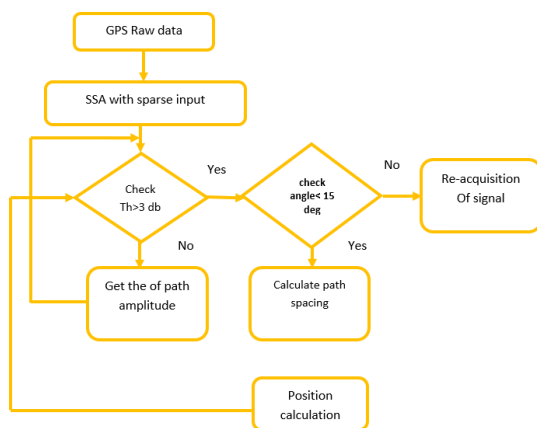 GPS Raw data
SSA with sparse input
Yes
No
check
angle< 15
deg
Check
Th>3 db
Re-acquisition
Of signal
No
Yes
Get the of path
amplitude
Calculate path
spacing
Position
calculation